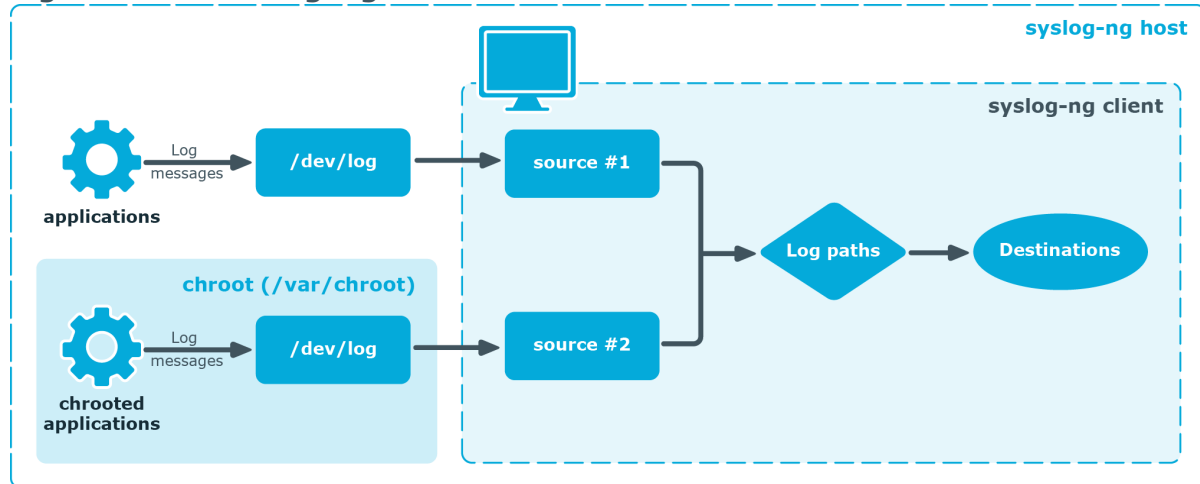 syslog-ng host
syslog-ng client
Log
messages
/dev/log
source #1
applications
Log paths
Destinations
chroot (/var/chroot)
Log
messages
/dev/log
source #2
chrooted
applications